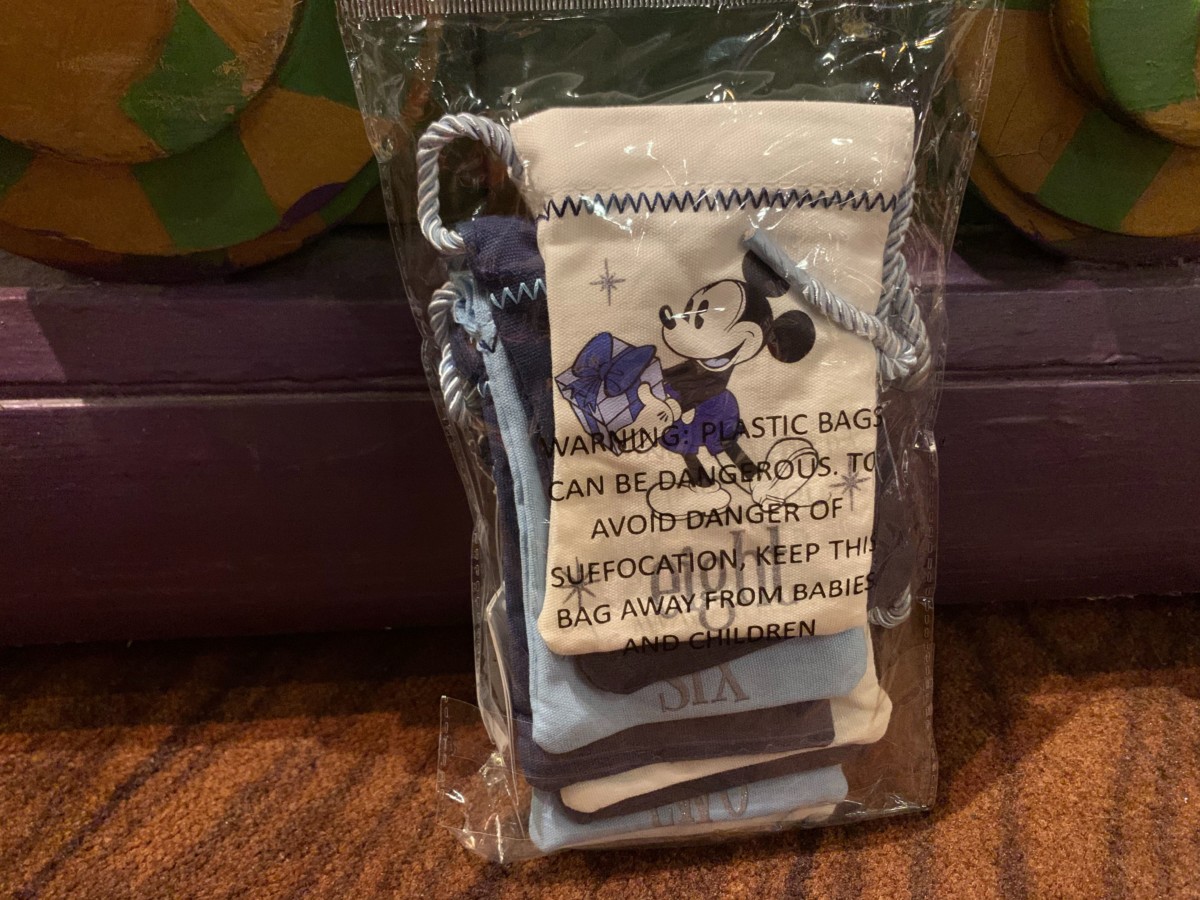 WARNING: PLASTIC BAGS
CAN BE DANGEROUS. TO
AVOID DANGER OF
SUFFOCATION, KEEP THIS
BAG AWAY FROM BABIES
AND CHILDREN
eight
SIX
two